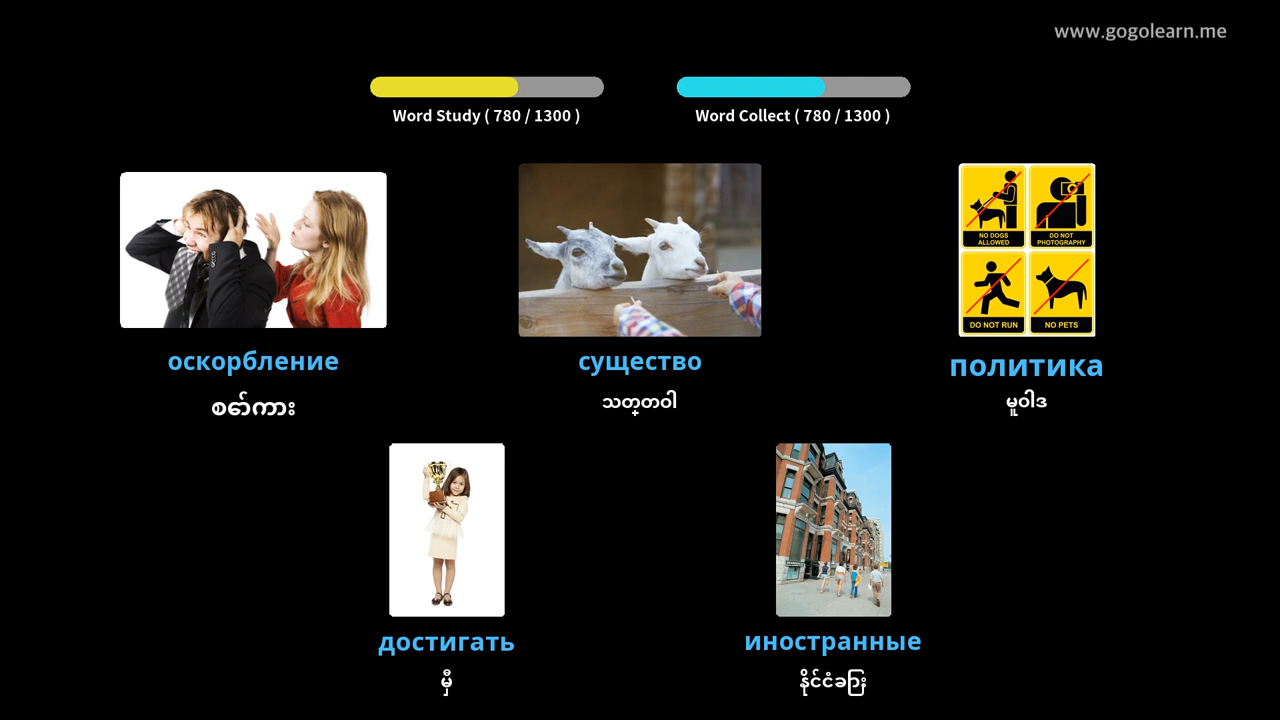 www.gogolearn.me
Word Study ( 780 / 1300 )
Word Collect ( 780 / 1300 )
NO DOGS
ALLOWED
DO NOT
PHOTOGRAPHY
DO NOT RUN
NO PETS
оскорбление
существо
политика
စော်ကား
သတ္တဝါ
မူဝါဒ
достигать
иностранные
မှီ
နိုင်ငံခြား